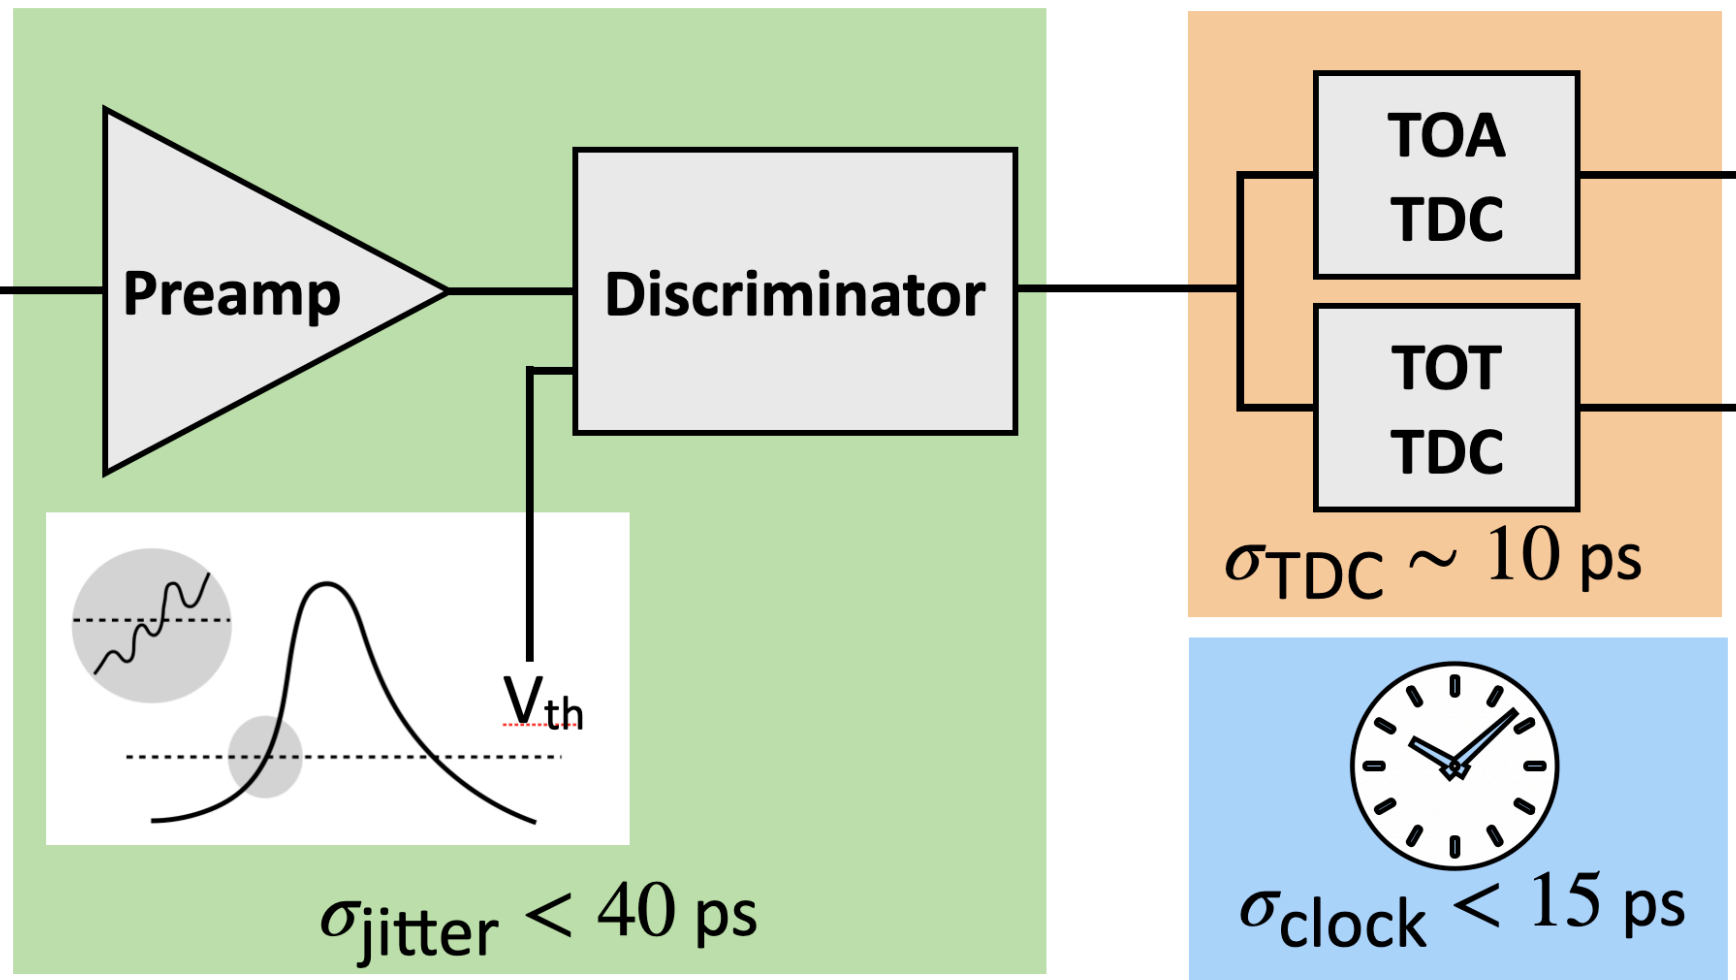 Preamp
Discriminator
TOA
TDC
TOT
TDC
σTDC ~ 10 ps
Vth
σjitter < 40 ps
σclock < 15 ps